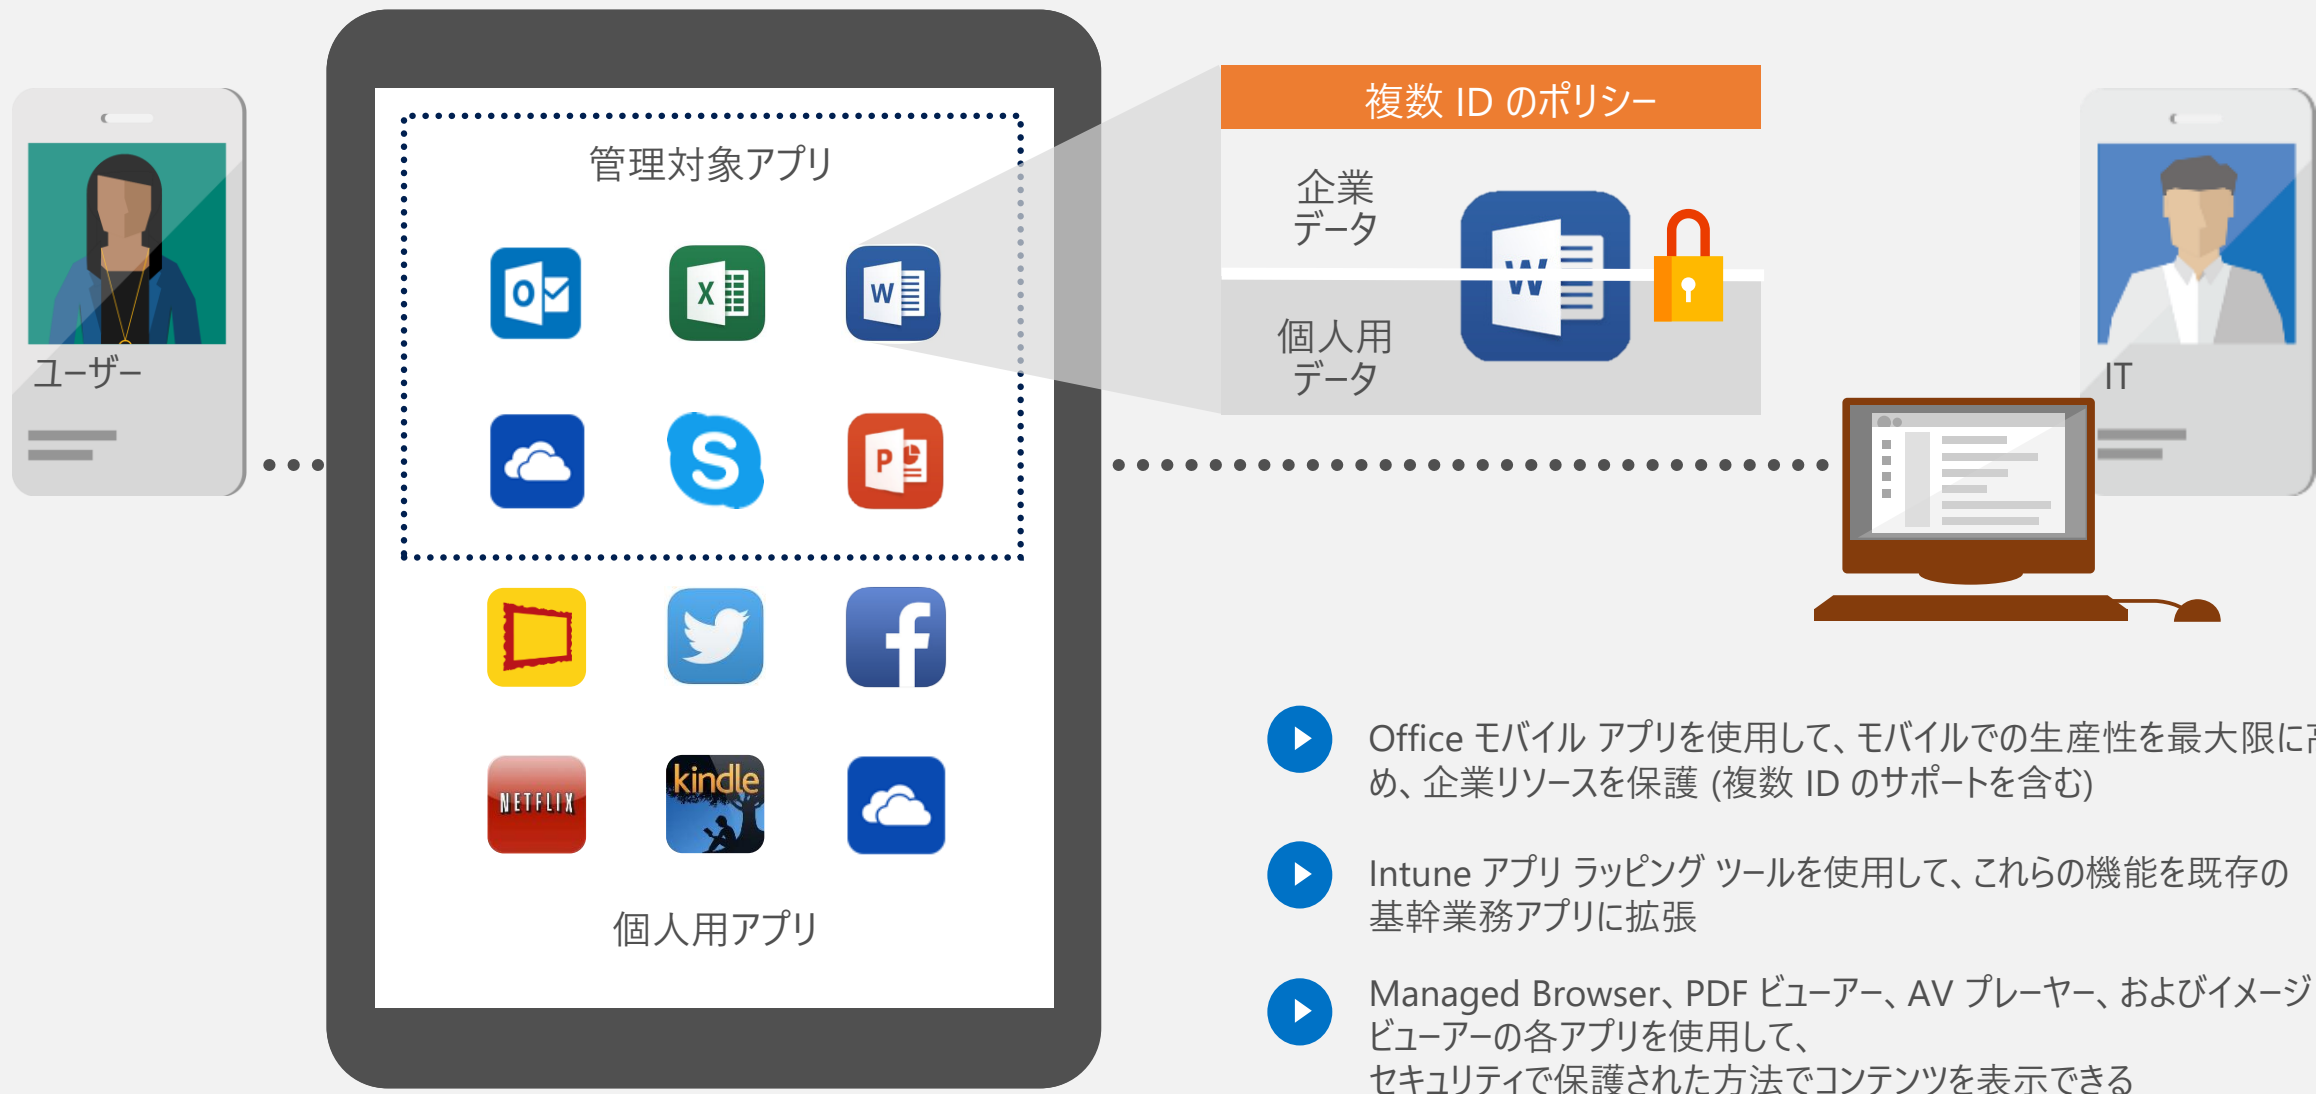 複数 ID のポリシー
管理対象アプリ
企業
データ
個人用
データ
ユーザー
IT
NETFLIX
kindle
個人用アプリ
Office モバイル アプリを使用して、モバイルでの生産性を最大限に高
め、企業リソースを保護 (複数 ID のサポートを含む)
Intune アプリ ラッピング ツールを使用して、これらの機能を既存の
基幹業務アプリに拡張
Managed Browser、PDF ビューアー、AV プレーヤー、およびイメージ
ビューアーの各アプリを使用して、
セキュリティで保護された方法でコンテンツを表示できる